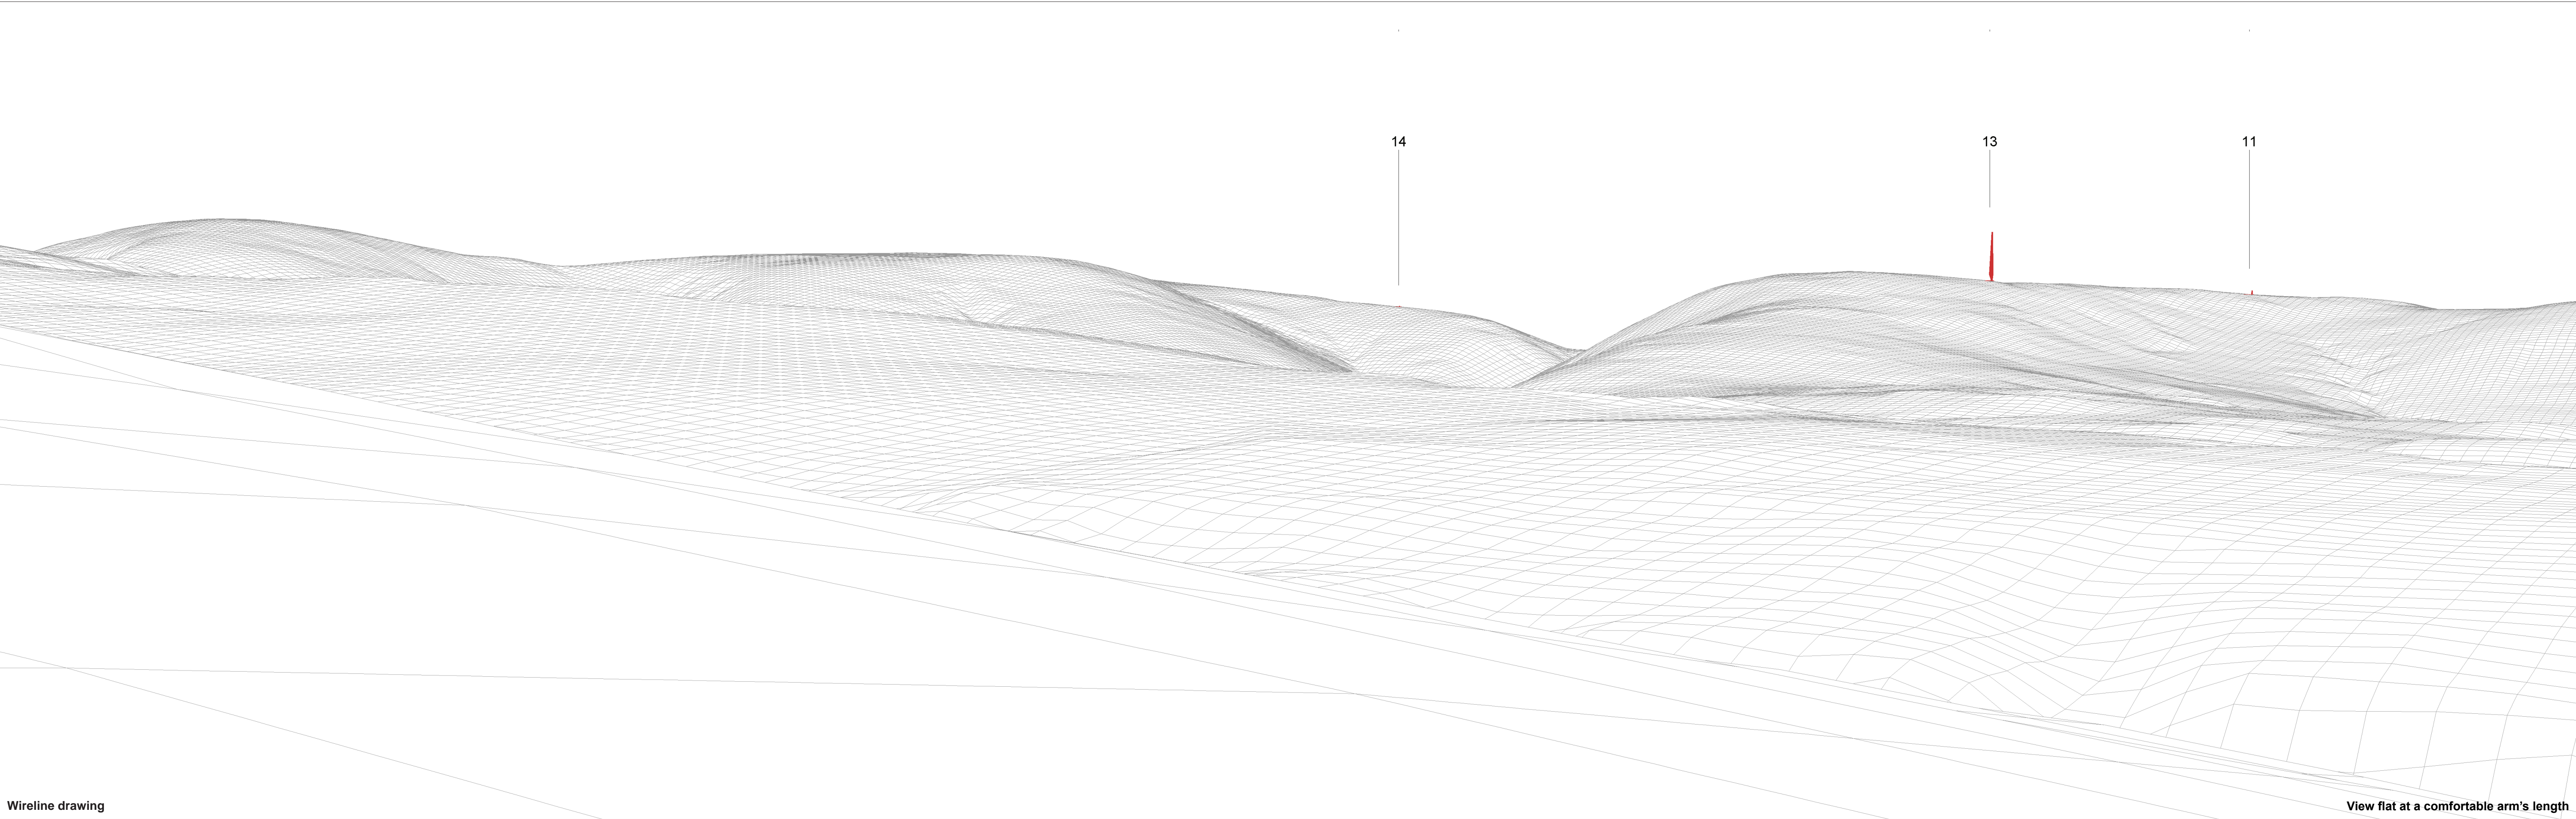 14
13
11
Wireline drawing
View flat at a comfortable arm's length